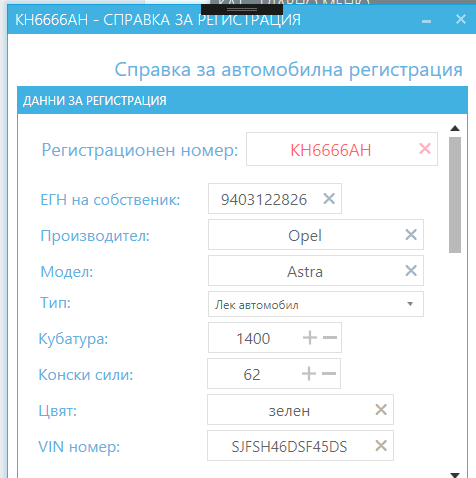 КН6666АН - СПРАВКА ЗА РЕГИСТРАЦИЯ
Справка за автомобилна регистрация
ДАННИ ЗА РЕГИСТРАЦИЯ
Регистрационен номер: КН6666АН
ЕГН на собственик: 9403122826
Производител: Opel
Модел: Astra
Тип: Лек автомобил
Кубатура: 1400
Конски сили: 62
Цвят: зелен
VIN номер: SJFSH46DSF45DS